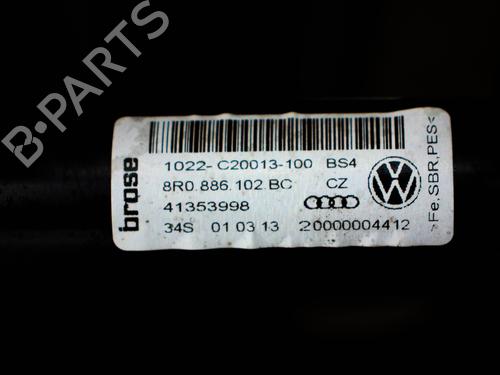 B-PARTS
brose
1022-C20013-100 BS4
8R0.886.102.BC CZ
41353998
34S 01 03 13 20000004412
>Fe,SBR,PES<